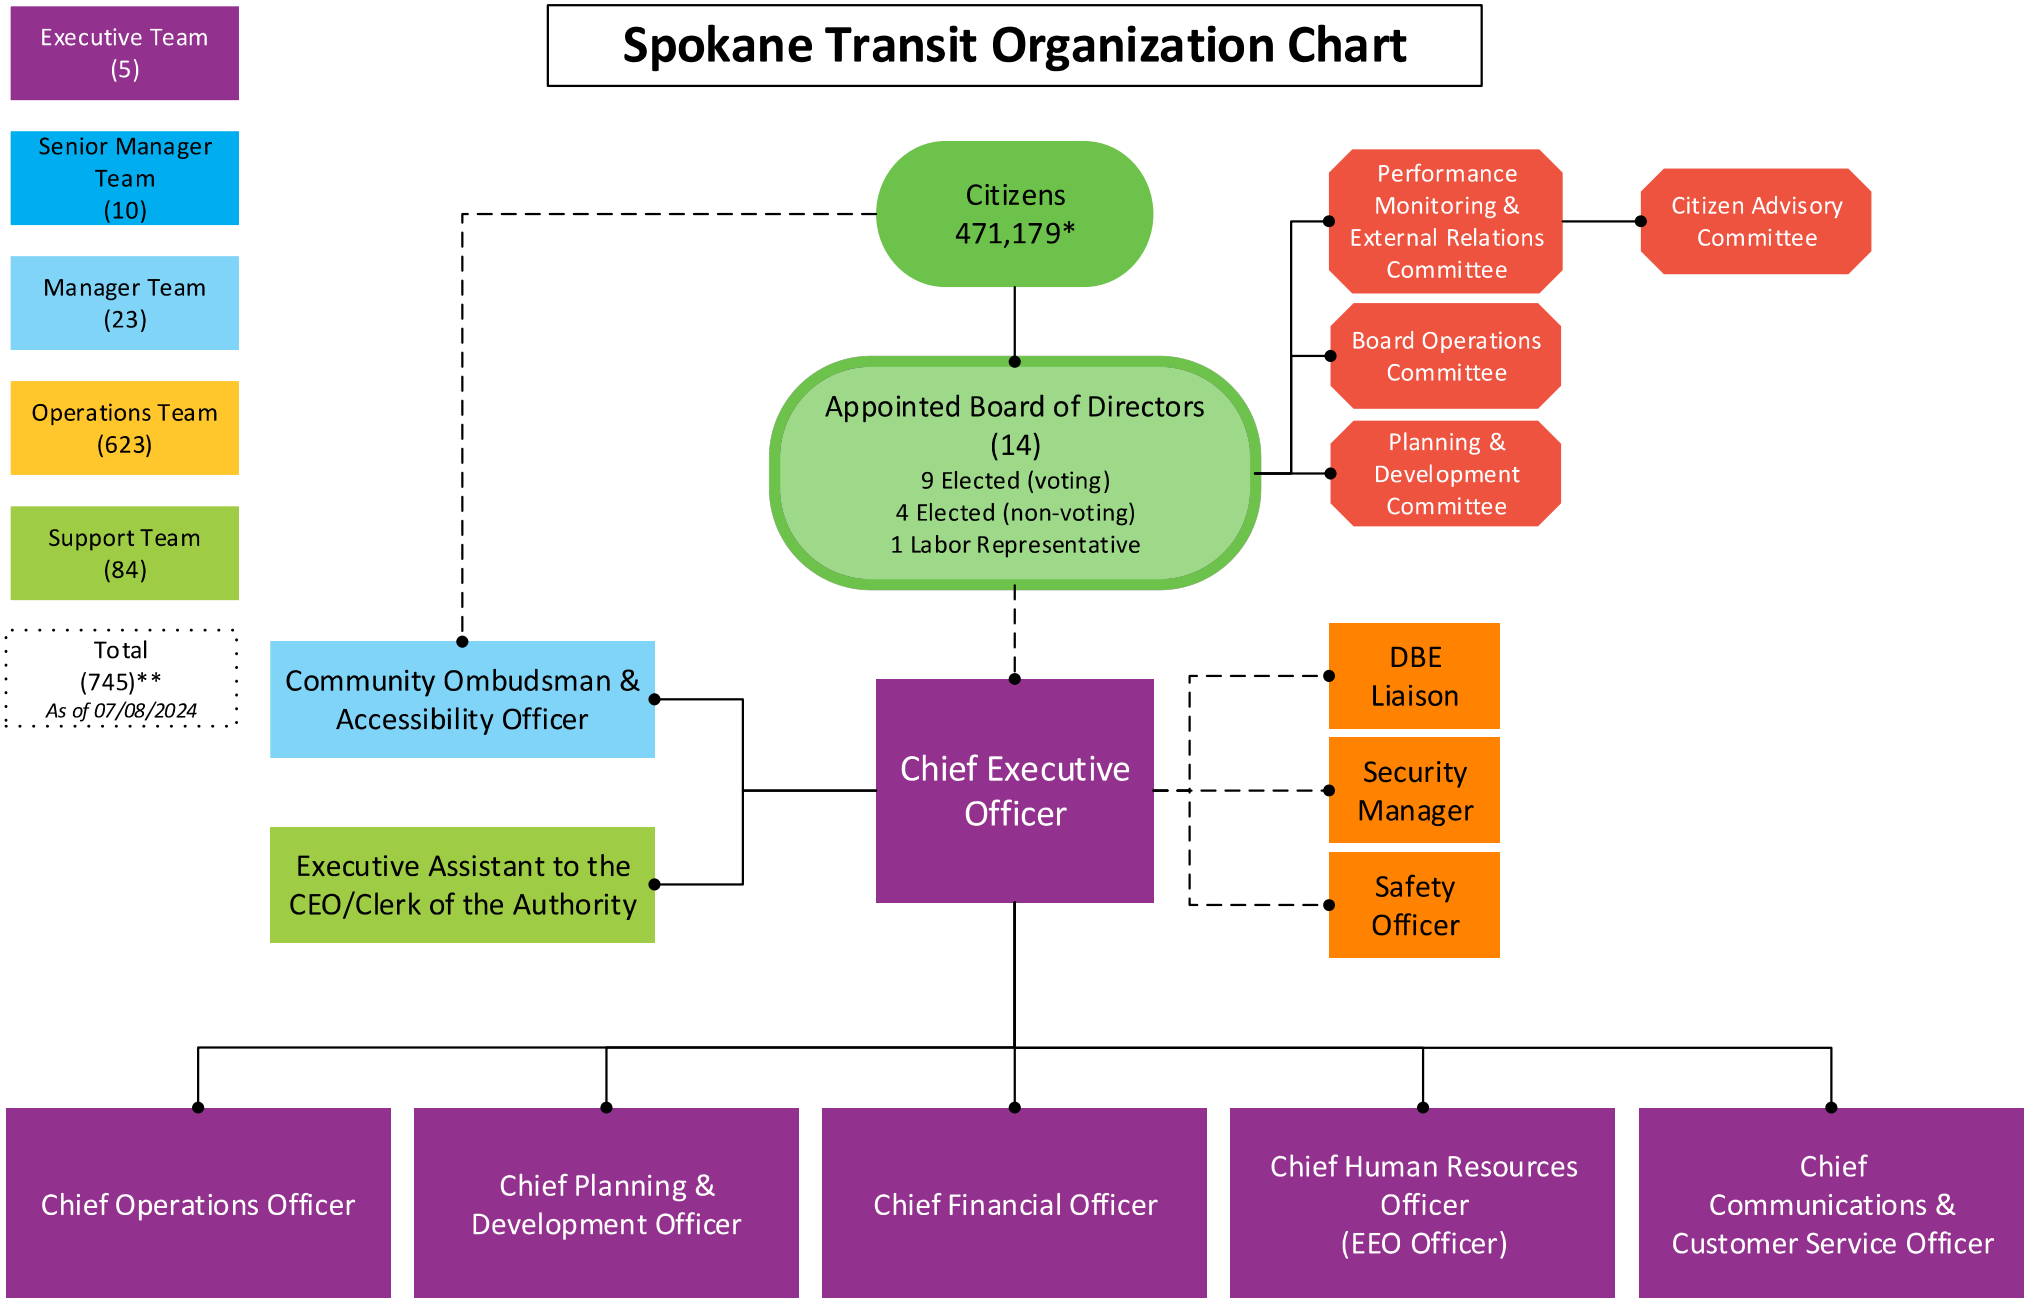 Spokane Transit Organization Chart
Executive Team
(5)
Senior Manager
Team
(10)
Manager Team
(23)
Operations Team
(623)
Support Team
(84)
Total
(745)**
As of 07/08/2024
Citizens
471,179*
Performance
Monitoring &
External Relations
Committee
Citizen Advisory
Committee
Board Operations
Committee
Planning &
Development
Committee
Appointed Board of Directors
(14)
9 Elected (voting)
4 Elected (non-voting)
1 Labor Representative
Community Ombudsman &
Accessibility Officer
Executive Assistant to the
CEO/Clerk of the Authority
Chief Executive
Officer
DBE
Liaison
Security
Manager
Safety
Officer
Chief Operations Officer
Chief Planning &
Development Officer
Chief Financial Officer
Chief Human Resources
Officer
(EEO Officer)
Chief
Communications &
Customer Service Officer